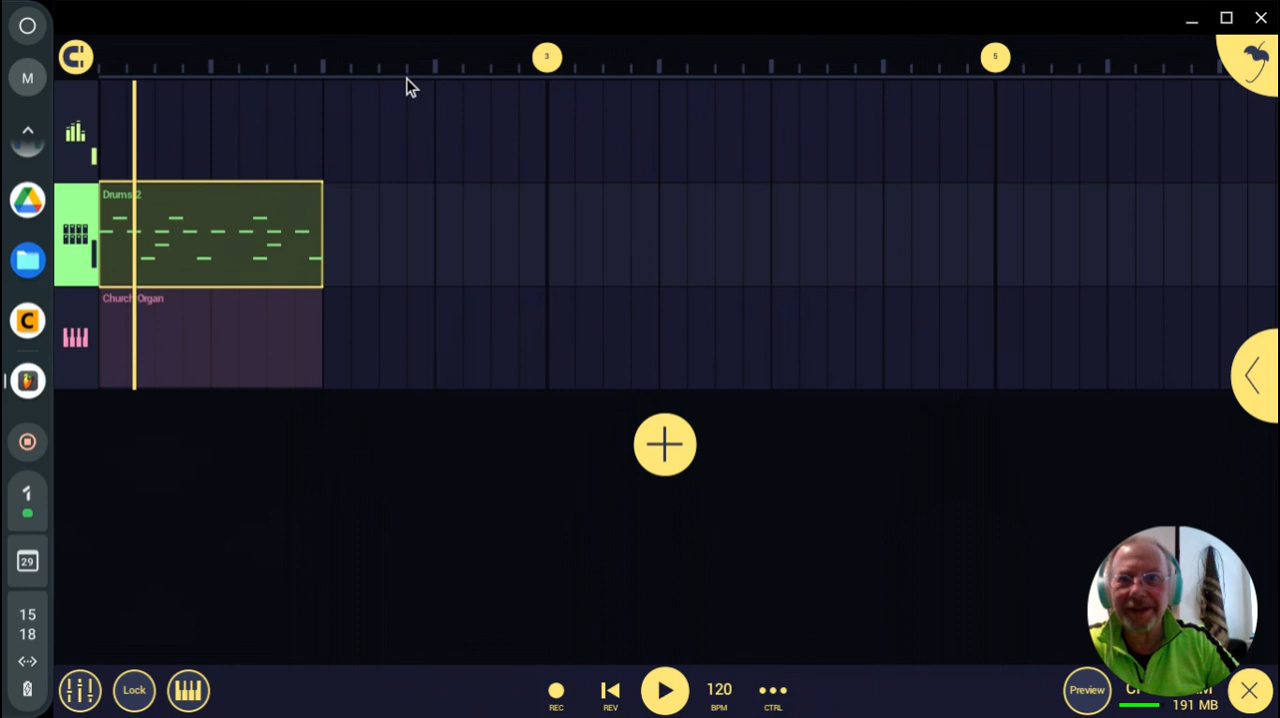 M
3
5
Drums 2
Church Organ
C
29
15
18
Lock
REC
REV
120
BPM
CTRL
Preview
191 MB